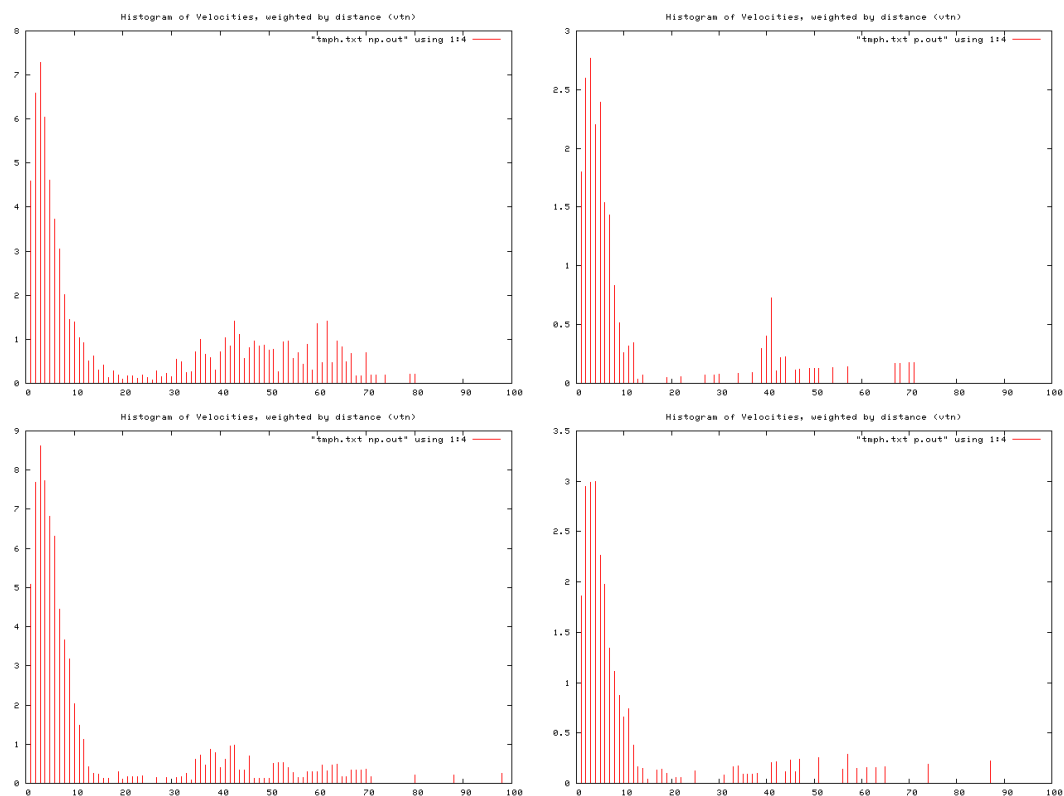 Histogram of Velocities, weighted by distance (vtn)
"tmph.txt np.out" using 1:4
8
7
6
5
4
3
2
1
0
0 10 20 30 40 50 60 70 80 90 100
Histogram of Velocities, weighted by distance (vtn)
"tmph.txt p.out" using 1:4
3
2.5
2
1.5
1
0.5
0
0 10 20 30 40 50 60 70 80 90 100
Histogram of Velocities, weighted by distance (vtn)
"tmph.txt np.out" using 1:4
9
8
7
6
5
4
3
2
1
0
0 10 20 30 40 50 60 70 80 90 100
Histogram of Velocities, weighted by distance (vtn)
"tmph.txt p.out" using 1:4
3.5
3
2.5
2
1.5
1
0.5
0
0 10 20 30 40 50 60 70 80 90 100